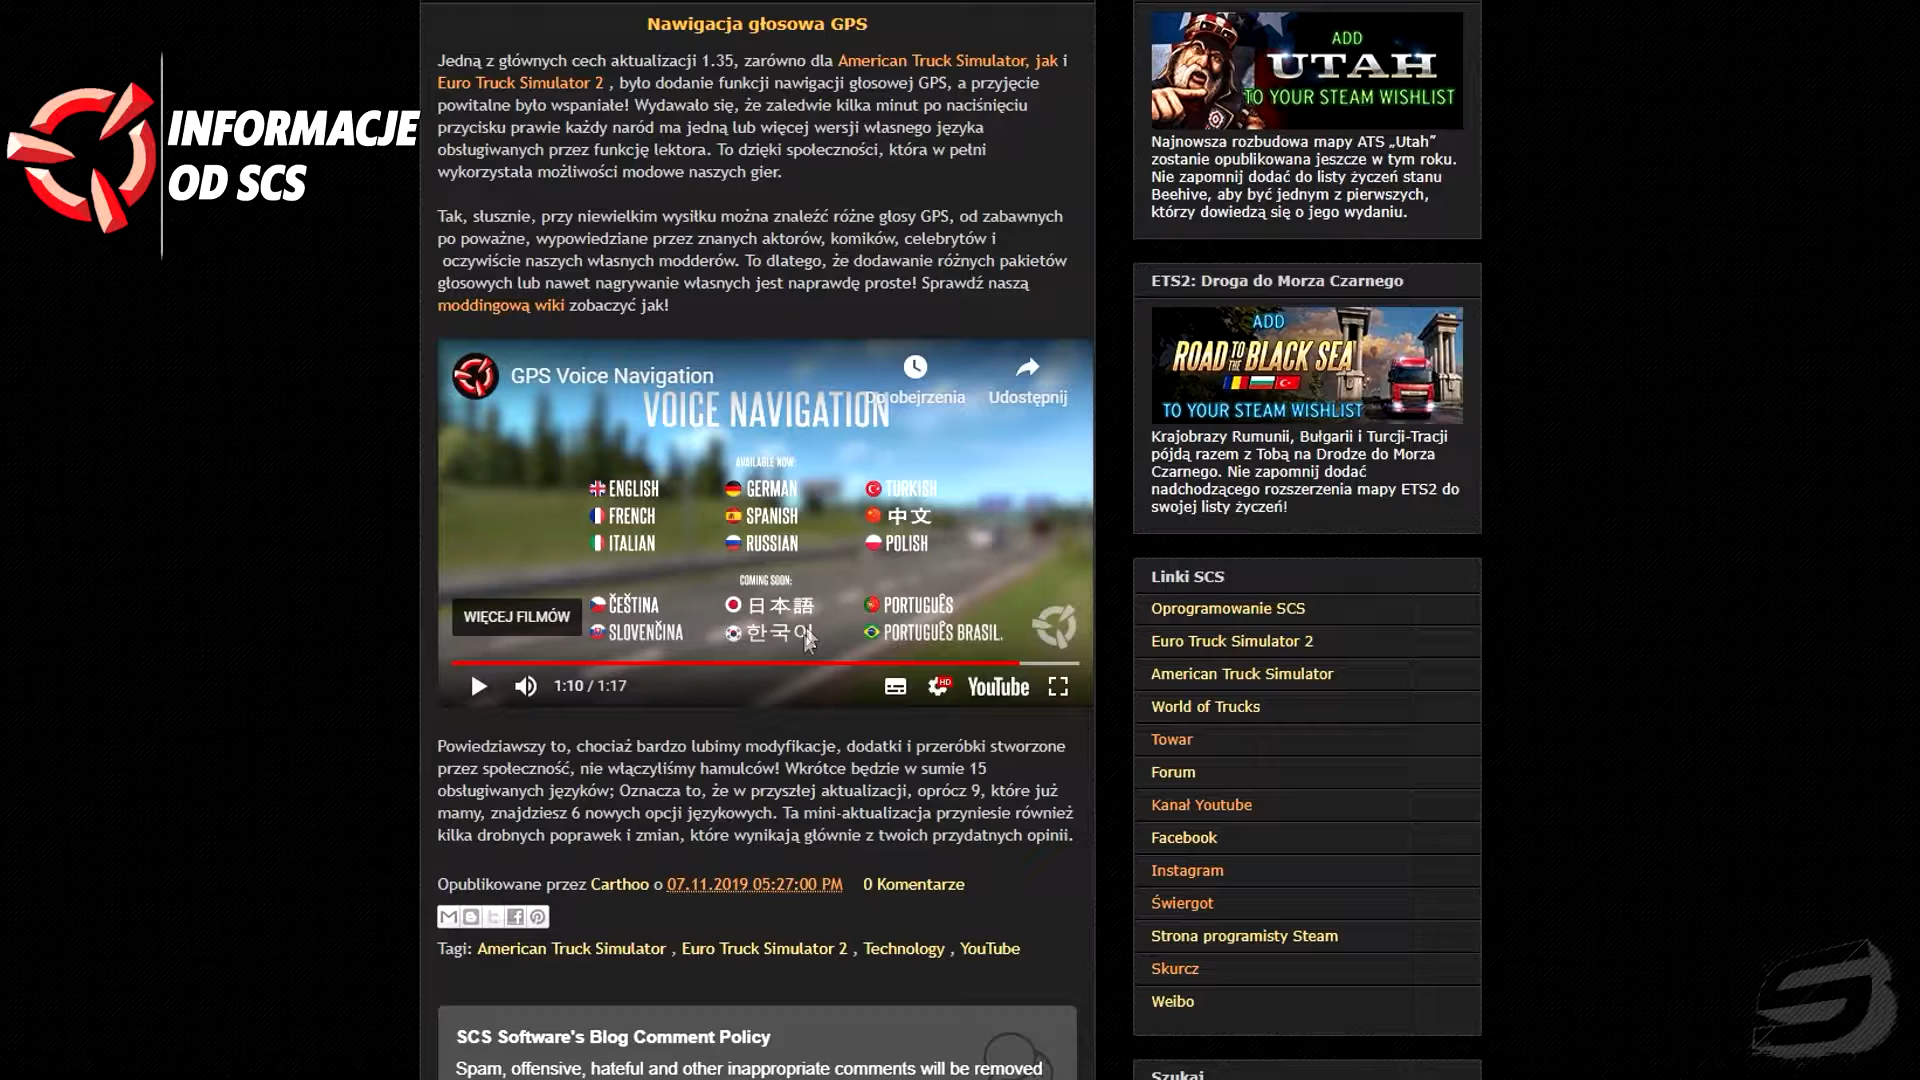 INFORMACJE
OD SCS
Nawigacja głosowa GPS
Jedną z głównych cech aktualizacji 1.35, zarówno dla American Truck Simulator, jak i
Euro Truck Simulator 2 , było dodanie funkcji nawigacji głosowej GPS, a przyjęcie
powitalne było wspaniałe! Wydawało się, że zaledwie kilka minut po naciśnięciu
przycisku prawie każdy naród ma jedną lub więcej wersji własnego języka
obsługiwanych przez funkcję lektora. To dzięki społeczności, która w pełni
wykorzystała możliwości modowe naszych gier.
Tak, słusznie, przy niewielkim wysiłku można znaleźć różne głosy GPS, od zabawnych
po poważne, wypowiedziane przez znanych aktorów, komików, celebrytów i
oczywiście naszych własnych modderów. To dlatego, że dodawanie różnych pakietów
głosowych lub nawet nagrywanie własnych jest naprawdę proste! Sprawdź naszą
moddingową wiki zobaczyć jak!
GPS Voice Navigation
Do obejrzenia
Udostępnij
VOICE NAVIGATION
AVAILABLE NOW:
ENGLISH GERMAN TURKISH
FRENCH SPANISH 中文
ITALIAN RUSSIAN POLISH
COMING SOON:
ČEŠTINA 日本語 PORTUGUÊS
SLOVENČINA 한국어 PORTUGUÊS BRASIL.
WIĘCEJ FILMÓW
1:10 / 1:17
HD
YouTube
Powiedziawszy to, chociaż bardzo lubimy modyfikacje, dodatki i przeróbki stworzone
przez społeczność, nie włączyliśmy hamulców! Wkrótce będzie w sumie 15
obsługiwanych języków; Oznacza to, że w przyszłej aktualizacji, oprócz 9, które już
mamy, znajdziesz 6 nowych opcji językowych. Ta mini-aktualizacja przyniesie również
kilka drobnych poprawek i zmian, które wynikają głównie z twoich przydatnych opinii.
Opublikowane przez Carthoo o 07.11.2019 05:27:00 PM 0 Komentarze
Tagi: American Truck Simulator , Euro Truck Simulator 2 , Technology , YouTube
SCS Software's Blog Comment Policy
Spam, offensive, hateful and other inappropriate comments will be removed
ADD
UTAH
TO YOUR STEAM WISHLIST
Najnowsza rozbudowa mapy ATS „Utah”
zostanie opublikowana jeszcze w tym roku.
Nie zapomnij dodać do listy życzeń stanu
Beehive, aby być jednym z pierwszych,
którzy dowiedzą się o jego wydaniu.
ETS2: Droga do Morza Czarnego
ADD
ROAD TO THE BLACK SEA
TO YOUR STEAM WISHLIST
Krajobrazy Rumunii, Bułgarii i Turcji-Tracji
pójdą razem z Tobą na Drodze do Morza
Czarnego. Nie zapomnij dodać
nadchodzącego rozszerzenia mapy ETS2 do
swojej listy życzeń!
Linki SCS
Oprogramowanie SCS
Euro Truck Simulator 2
American Truck Simulator
World of Trucks
Towar
Forum
Kanał Youtube
Facebook
Instagram
Świergot
Strona programisty Steam
Skurcz
Weibo
Szukaj